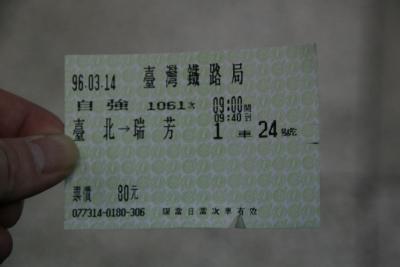 96.03.14 臺灣鐵路局
自強 1061次 09:00開
09:40到
臺北→瑞芳 1車24號
票價 80元
077314-0180-306 限當日當次車有效